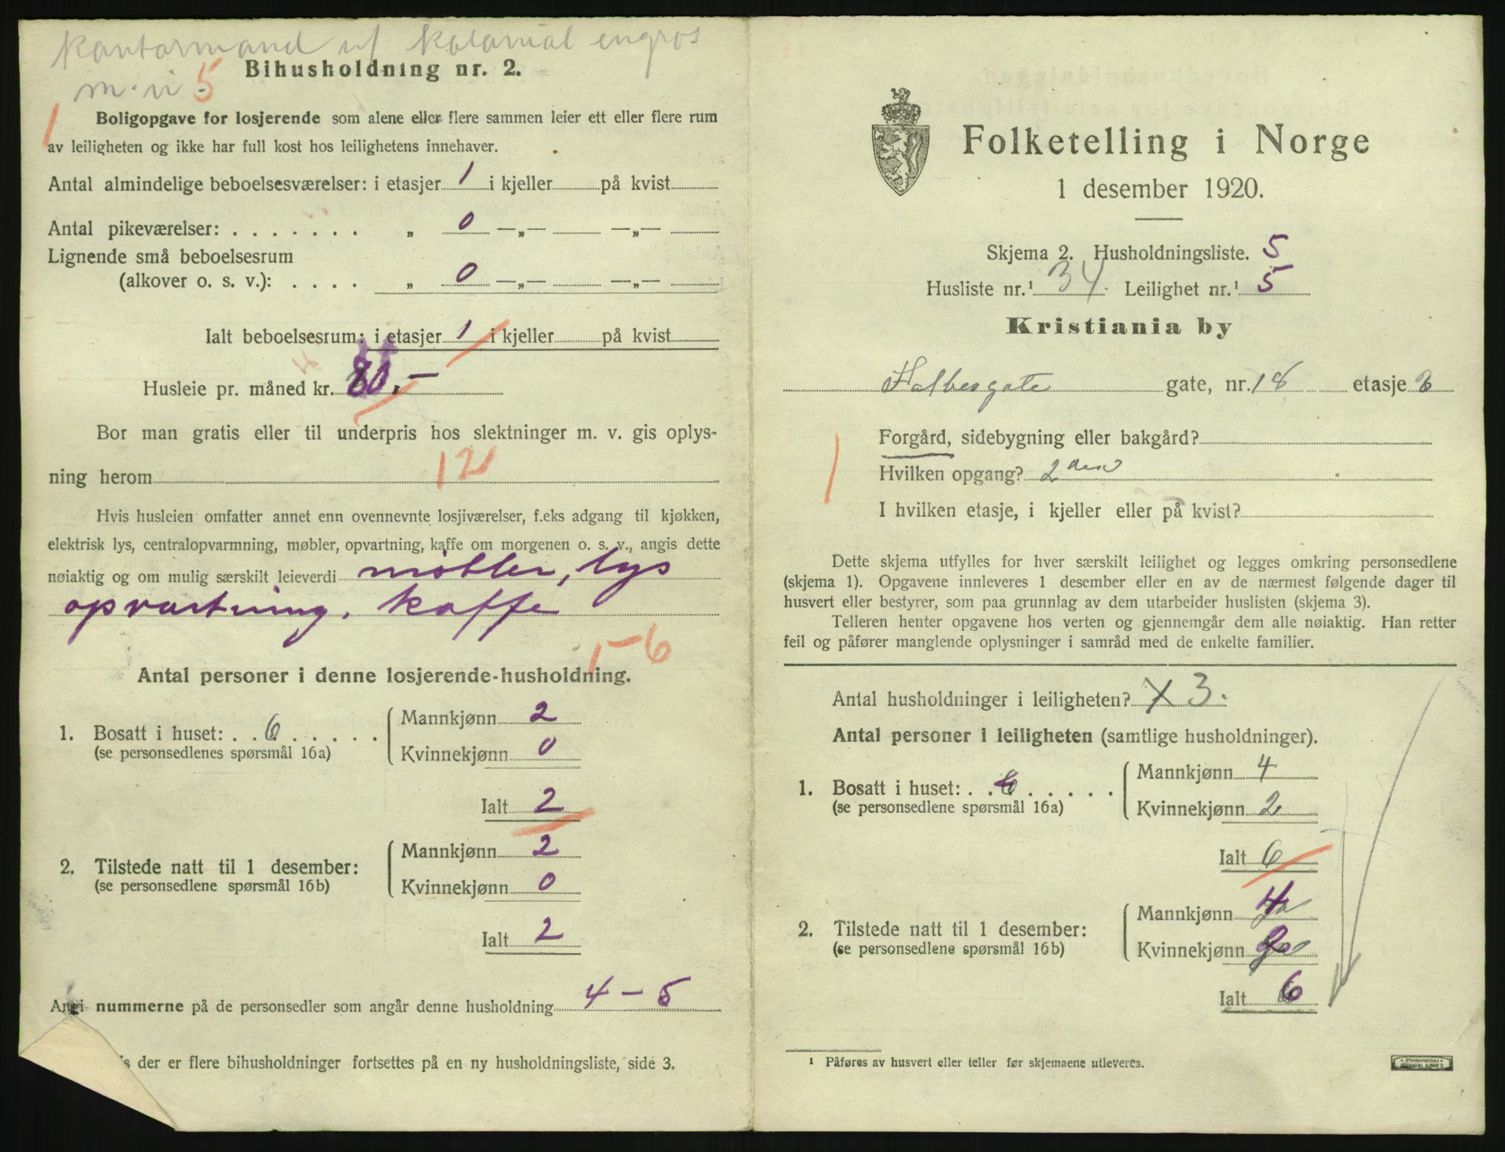 Kontormand i kolonial engros
m.v. 5
Bihusholdning nr. 2.
1
Boligopgave for losjerende som alene eller flere sammen leier ett eller flere rum
av leiligheten og ikke har full kost hos leilighetens innehaver.
Antal almindelige beboelsesværelser: i etasjer 1 i kjeller på kvist
Antal pikeværelser: . . . . . . . „ 0 —„— —„—
Lignende små beboelsesrum
(alkover o. s. v.): . . . . „ 0 —„— —„—
Ialt beboelsesrum: i etasjer 1 i kjeller på kvist
Husleie pr. måned kr. 80,-
Bor man gratis eller til underpris hos slektninger m. v. gis oplys-
ning herom 12
Hvis husleien omfatter annet enn ovennevnte losjiværelser, f.eks adgang til kjøkken,
elektrisk lys, centralopvarmning, møbler, opvartning, kaffe om morgenen o. s. v., angis dette
nøiaktig og om mulig særskilt leieverdi møbler, lys
opvartning, kaffe
1-6
Antal personer i denne losjerende-husholdning.
1. Bosatt i huset: . . 6 . . . . . Mannkjønn 2
(se personsedlenes spørsmål 16a) Kvinnekjønn 0
Ialt 2
2. Tilstede natt til 1 desember: Mannkjønn 2
(se personsedlene spørsmål 16b) Kvinnekjønn 0
Ialt 2
Angi nummerne på de personsedler som angår denne husholdning 4-5
der er flere bihusholdninger fortsettes på en ny husholdningsliste, side 3.
Folketelling i Norge
1 desember 1920.
Skjema 2. Husholdningsliste. 5
Husliste nr.¹ 34. Leilighet nr.¹ 5
Kristiania by
gate, nr. 18 etasje
Forgård, sidebygning eller bakgård?
1
Hvilken opgang? 2den
I hvilken etasje, i kjeller eller på kvist?
Dette skjema utfylles for hver særskilt leilighet og legges omkring personsedlene
(skjema 1). Opgavene innleveres 1 desember eller en av de nærmest følgende dager til
husvert eller bestyrer, som paa grunnlag av dem utarbeider huslisten (skjema 3).
Telleren henter opgavene hos verten og gjennemgår dem alle nøiaktig. Han retter
feil og påfører manglende oplysninger i samråd med de enkelte familier.
Antal husholdninger i leiligheten? X 3.
Antal personer i leiligheten (samtlige husholdninger).
1. Bosatt i huset: . . 6 . . . . . Mannkjønn 4
(se personsedlene spørsmål 16a) Kvinnekjønn 2
Ialt 6
2. Tilstede natt til 1 desember: Mannkjønn 4
(se personsedlene spørsmål 16b) Kvinnekjønn 2
Ialt 6
¹ Påføres av husvert eller teller før skjemaene utleveres.